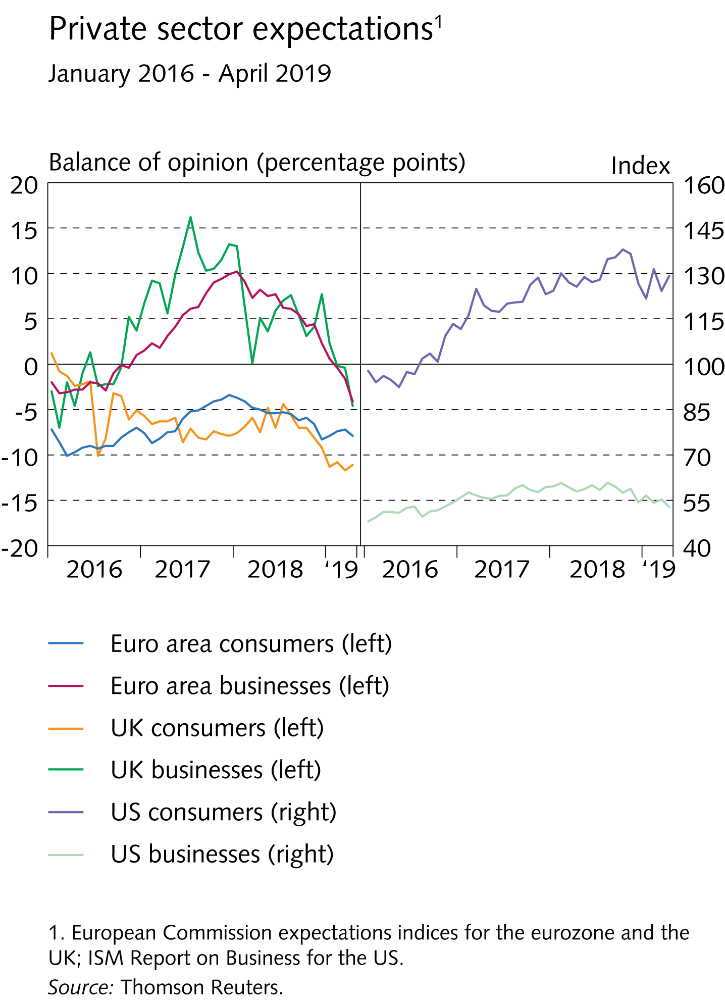 Private sector expectations1
January 2016 - April 2019
Balance of opinion (percentage points)
Index
20
15
10
5
0
-5
-10
-15
-20
160
145
130
115
100
85
70
55
40
2016 2017 2018 ‘19 2016 2017 2018 ‘19
Euro area consumers (left)
Euro area businesses (left)
UK consumers (left)
UK businesses (left)
US consumers (right)
US businesses (right)
1. European Commission expectations indices for the eurozone and the
UK; ISM Report on Business for the US.
Source: Thomson Reuters.